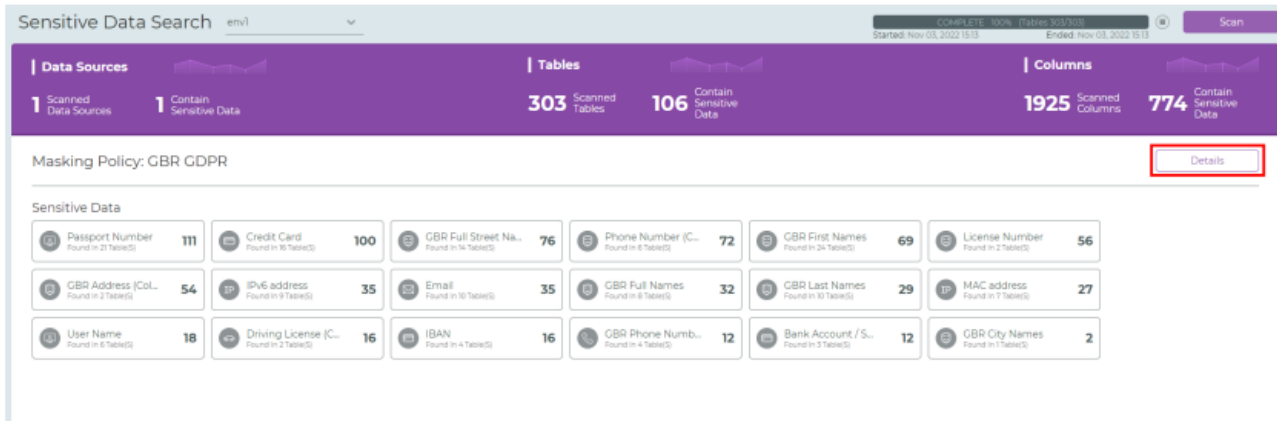 Sensitive Data Search env1
COMPLETE 100% (Tables 303/303)
Scan
Started: Nov 03, 2022 15:13 Ended: Nov 03, 2022 15:13
Data Sources
1 Scanned Data Sources
1 Contain Sensitive Data
Tables
303 Scanned Tables
106 Contain Sensitive Data
Columns
1925 Scanned Columns
774 Contain Sensitive Data
Masking Policy: GBR GDPR
Details
Sensitive Data
Passport Number 111
Found in 21 Table(S)
Credit Card 100
Found in 16 Table(S)
GBR Full Street Na... 76
Found in 14 Table(S)
Phone Number (C... 72
Found in 6 Table(S)
GBR First Names 69
Found in 24 Table(S)
License Number 56
Found in 2 Table(S)
GBR Address (Col... 54
Found in 2 Table(S)
IP
IPv6 address 35
Found in 9 Table(S)
Email 35
Found in 10 Table(S)
GBR Full Names 32
Found in 8 Table(S)
GBR Last Names 29
Found in 10 Table(S)
IP
MAC address 27
Found in 7 Table(S)
User Name 18
Found in 6 Table(S)
Driving License (C... 16
Found in 2 Table(S)
IBAN 16
Found in 4 Table(S)
GBR Phone Numb... 12
Found in 4 Table(S)
Bank Account / S... 12
Found in 3 Table(S)
GBR City Names 2
Found in 1 Table(S)